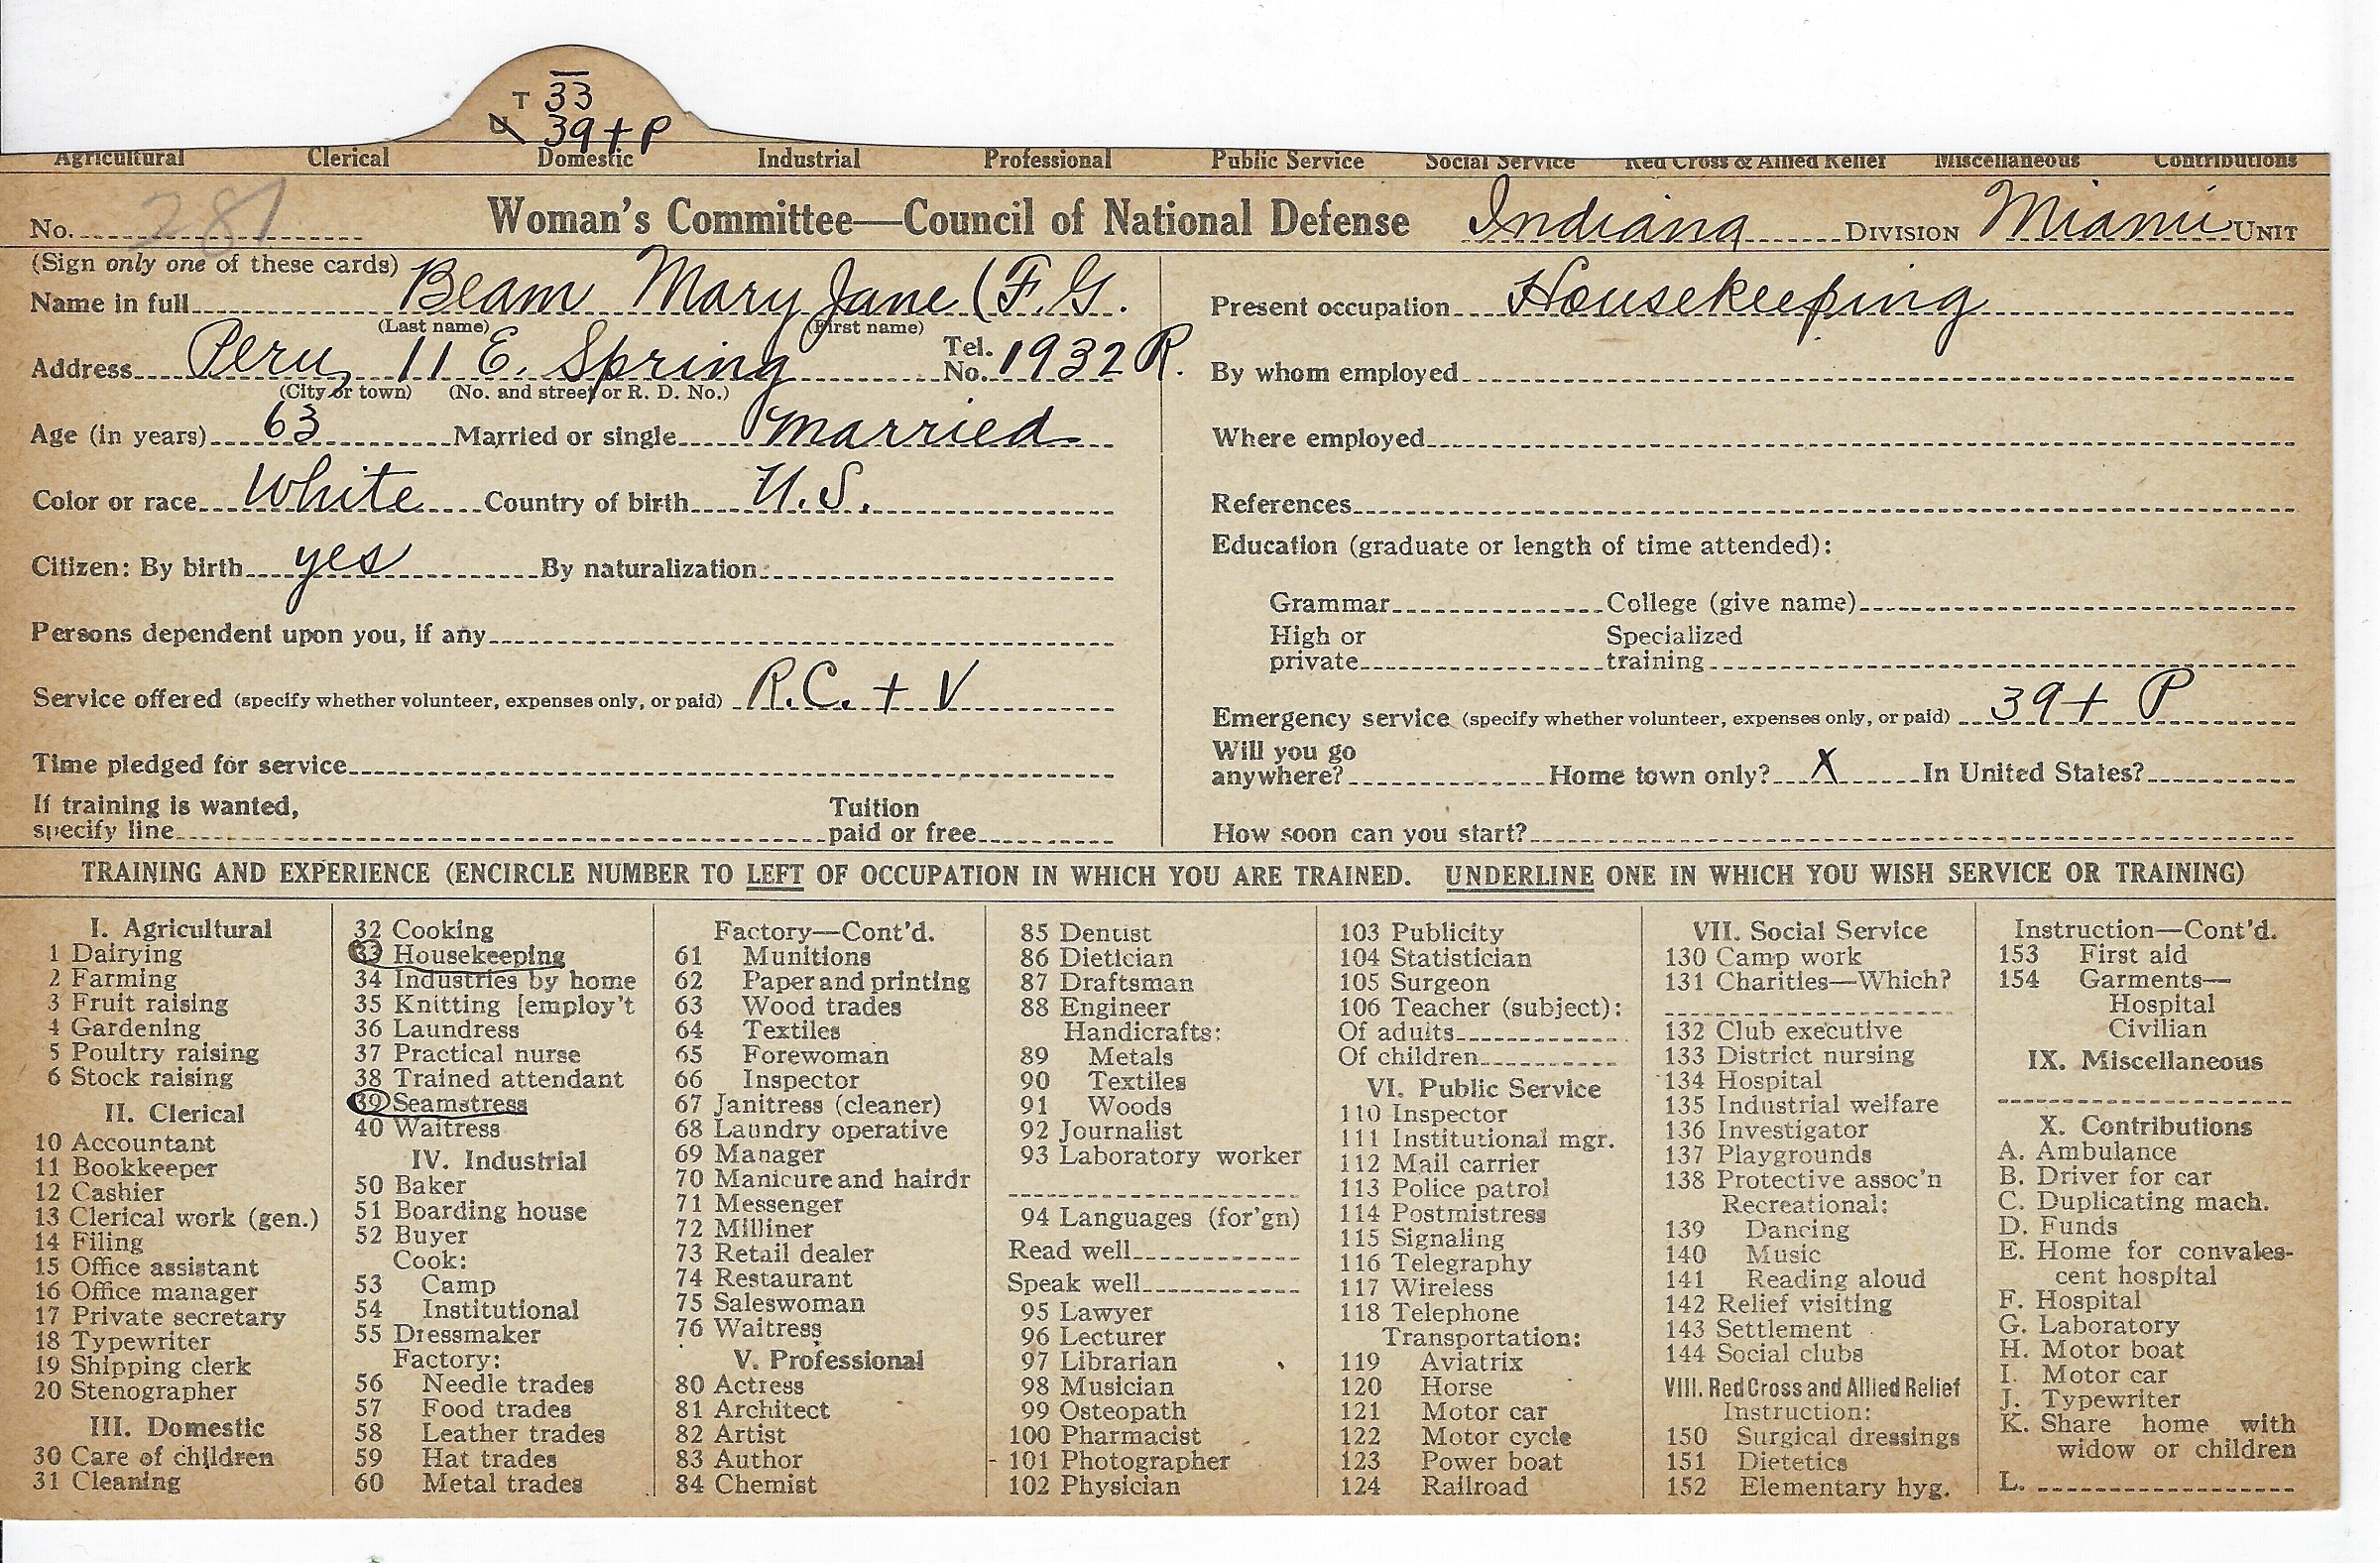 T 33
U 39 + P
Agricultural Clerical Domestic Industrial Professional Public Service Social Service Red Cross & Allied Relief Miscellaneous Contributions
No. 281 Woman's Committee—Council of National Defense Indiana DIVISION Miami UNIT
(Sign only one of these cards)
Name in full Beam Mary Jane (F.G.
(Last name) (First name)
Address Peru, 11 E. Spring Tel. No. 1932 R.
(City or town) (No. and street or R. D. No.)
Age (in years) 63 Married or single married
Color or race White Country of birth U.S.
Citizen: By birth yes By naturalization
Persons dependent upon you, if any
Service offered (specify whether volunteer, expenses only, or paid) R.C. + V
Time pledged for service
If training is wanted,
specify line Tuition paid or free
Present occupation Housekeeping
By whom employed
Where employed
References
Education (graduate or length of time attended):
Grammar College (give name)
High or private Specialized training
Emergency service (specify whether volunteer, expenses only, or paid) 39 + P
Will you go
anywhere? Home town only? X In United States?
How soon can you start?
TRAINING AND EXPERIENCE (ENCIRCLE NUMBER TO LEFT OF OCCUPATION IN WHICH YOU ARE TRAINED. UNDERLINE ONE IN WHICH YOU WISH SERVICE OR TRAINING)
I. Agricultural
1 Dairying
2 Farming
3 Fruit raising
4 Gardening
5 Poultry raising
6 Stock raising
II. Clerical
10 Accountant
11 Bookkeeper
12 Cashier
13 Clerical work (gen.)
14 Filing
15 Office assistant
16 Office manager
17 Private secretary
18 Typewriter
19 Shipping clerk
20 Stenographer
III. Domestic
30 Care of children
31 Cleaning
32 Cooking
33 Housekeeping
34 Industries by home
35 Knitting [employ't
36 Laundress
37 Practical nurse
38 Trained attendant
39 Seamstress
40 Waitress
IV. Industrial
50 Baker
51 Boarding house
52 Buyer
Cook:
53 Camp
54 Institutional
55 Dressmaker
Factory:
56 Needle trades
57 Food trades
58 Leather trades
59 Hat trades
60 Metal trades
Factory—Cont'd.
61 Munitions
62 Paper and printing
63 Wood trades
64 Textiles
65 Forewoman
66 Inspector
67 Janitress (cleaner)
68 Laundry operative
69 Manager
70 Manicure and hairdr
71 Messenger
72 Milliner
73 Retail dealer
74 Restaurant
75 Saleswoman
76 Waitress
V. Professional
80 Actress
81 Architect
82 Artist
83 Author
84 Chemist
85 Dentist
86 Dietician
87 Draftsman
88 Engineer
Handicrafts:
89 Metals
90 Textiles
91 Woods
92 Journalist
93 Laboratory worker
94 Languages (for'gn)
Read well
Speak well
95 Lawyer
96 Lecturer
97 Librarian
98 Musician
99 Osteopath
100 Pharmacist
101 Photographer
102 Physician
103 Publicity
104 Statistician
105 Surgeon
106 Teacher (subject):
Of adults
Of children
VI. Public Service
110 Inspector
111 Institutional mgr.
112 Mail carrier
113 Police patrol
114 Postmistress
115 Signaling
116 Telegraphy
117 Wireless
118 Telephone
Transportation:
119 Aviatrix
120 Horse
121 Motor car
122 Motor cycle
123 Power boat
124 Railroad
VII. Social Service
130 Camp work
131 Charities—Which?
132 Club executive
133 District nursing
134 Hospital
135 Industrial welfare
136 Investigator
137 Playgrounds
138 Protective assoc'n
Recreational:
139 Dancing
140 Music
141 Reading aloud
142 Relief visiting
143 Settlement
144 Social clubs
VIII. Red Cross and Allied Relief
Instruction:
150 Surgical dressings
151 Dietetics
152 Elementary hyg.
Instruction—Cont'd.
153 First aid
154 Garments—
Hospital
Civilian
IX. Miscellaneous
X. Contributions
A. Ambulance
B. Driver for car
C. Duplicating mach.
D. Funds
E. Home for convales-
cent hospital
F. Hospital
G. Laboratory
H. Motor boat
I. Motor car
J. Typewriter
K. Share home with
widow or children
L.